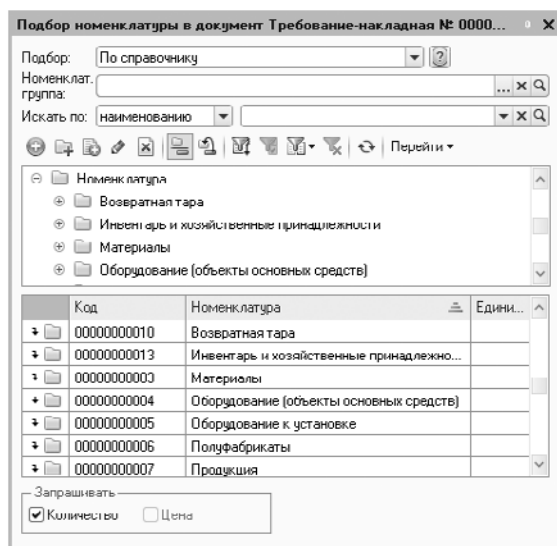 Подбор номенклатуры в документ Требование-накладная № 0000...
Подбор: По справочнику
Номенклат. группа:
Искать по: наименованию
Перейти
Номенклатура
Возвратная тара
Инвентарь и хозяйственные принадлежности
Материалы
Оборудование (объекты основных средств)
Код Номенклатура Едини...
00000000010 Возвратная тара
00000000013 Инвентарь и хозяйственные принадлежно...
00000000003 Материалы
00000000004 Оборудование (объекты основных средств)
00000000005 Оборудование к установке
00000000006 Полуфабрикаты
00000000007 Продукция
Запрашивать
Количество Цена